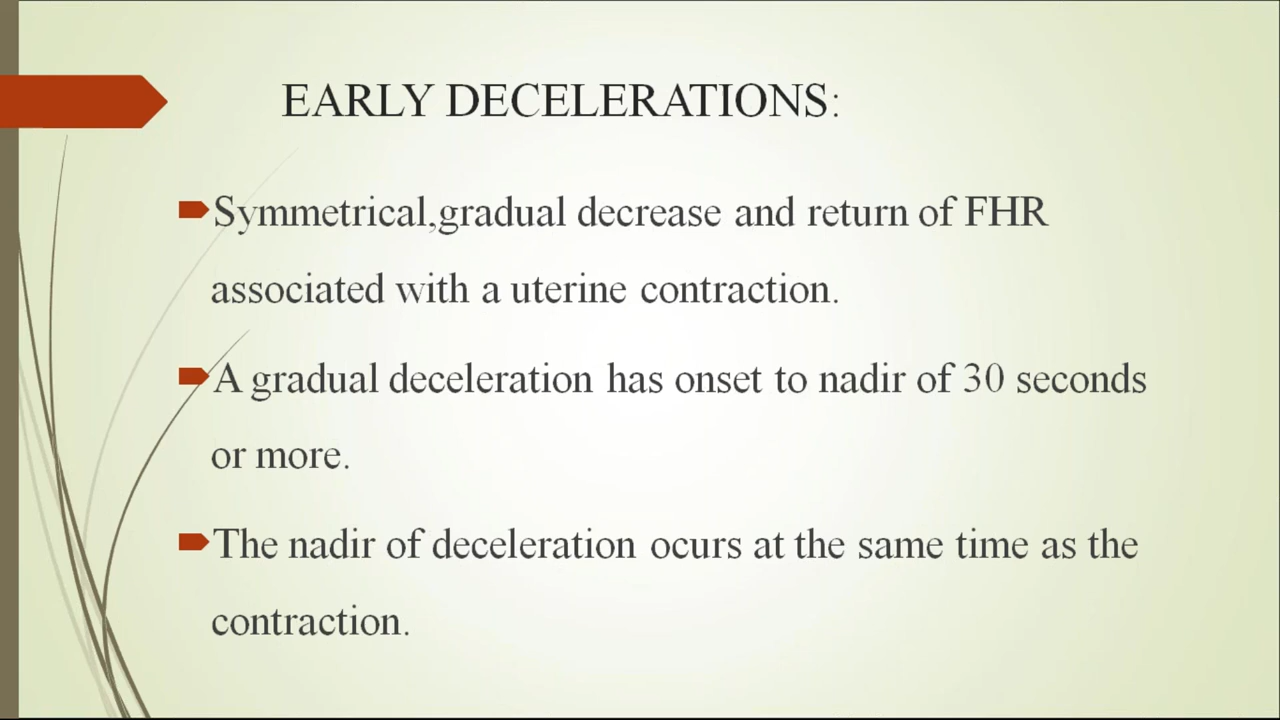 EARLY DECELERATIONS:
Symmetrical,gradual decrease and return of FHR
associated with a uterine contraction.
A gradual deceleration has onset to nadir of 30 seconds
or more.
The nadir of deceleration ocurs at the same time as the
contraction.